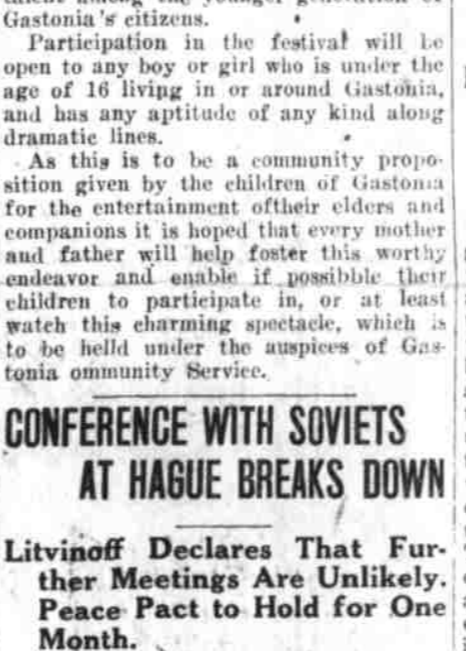 talent among the younger generation of
Gastonia's citizens.
Participation in the festival will be
open to any boy or girl who is under the
age of 16 living in or around Gastonia,
and has any aptitude of any kind along
dramatic lines.
As this is to be a community propo-
sition given by the children of Gastonia
for the entertainment oftheir elders and
companions it is hoped that every mother
and father will help foster this worthy
endeavor and enable if possibble their
children to participate in, or at least
watch this charming spectacle, which is
to be helld under the auspices of Gas-
tonia ommunity Service.
CONFERENCE WITH SOVIETS
AT HAGUE BREAKS DOWN
Litvinoff Declares That Fur-
ther Meetings Are Unlikely.
Peace Pact to Hold for One
Month.